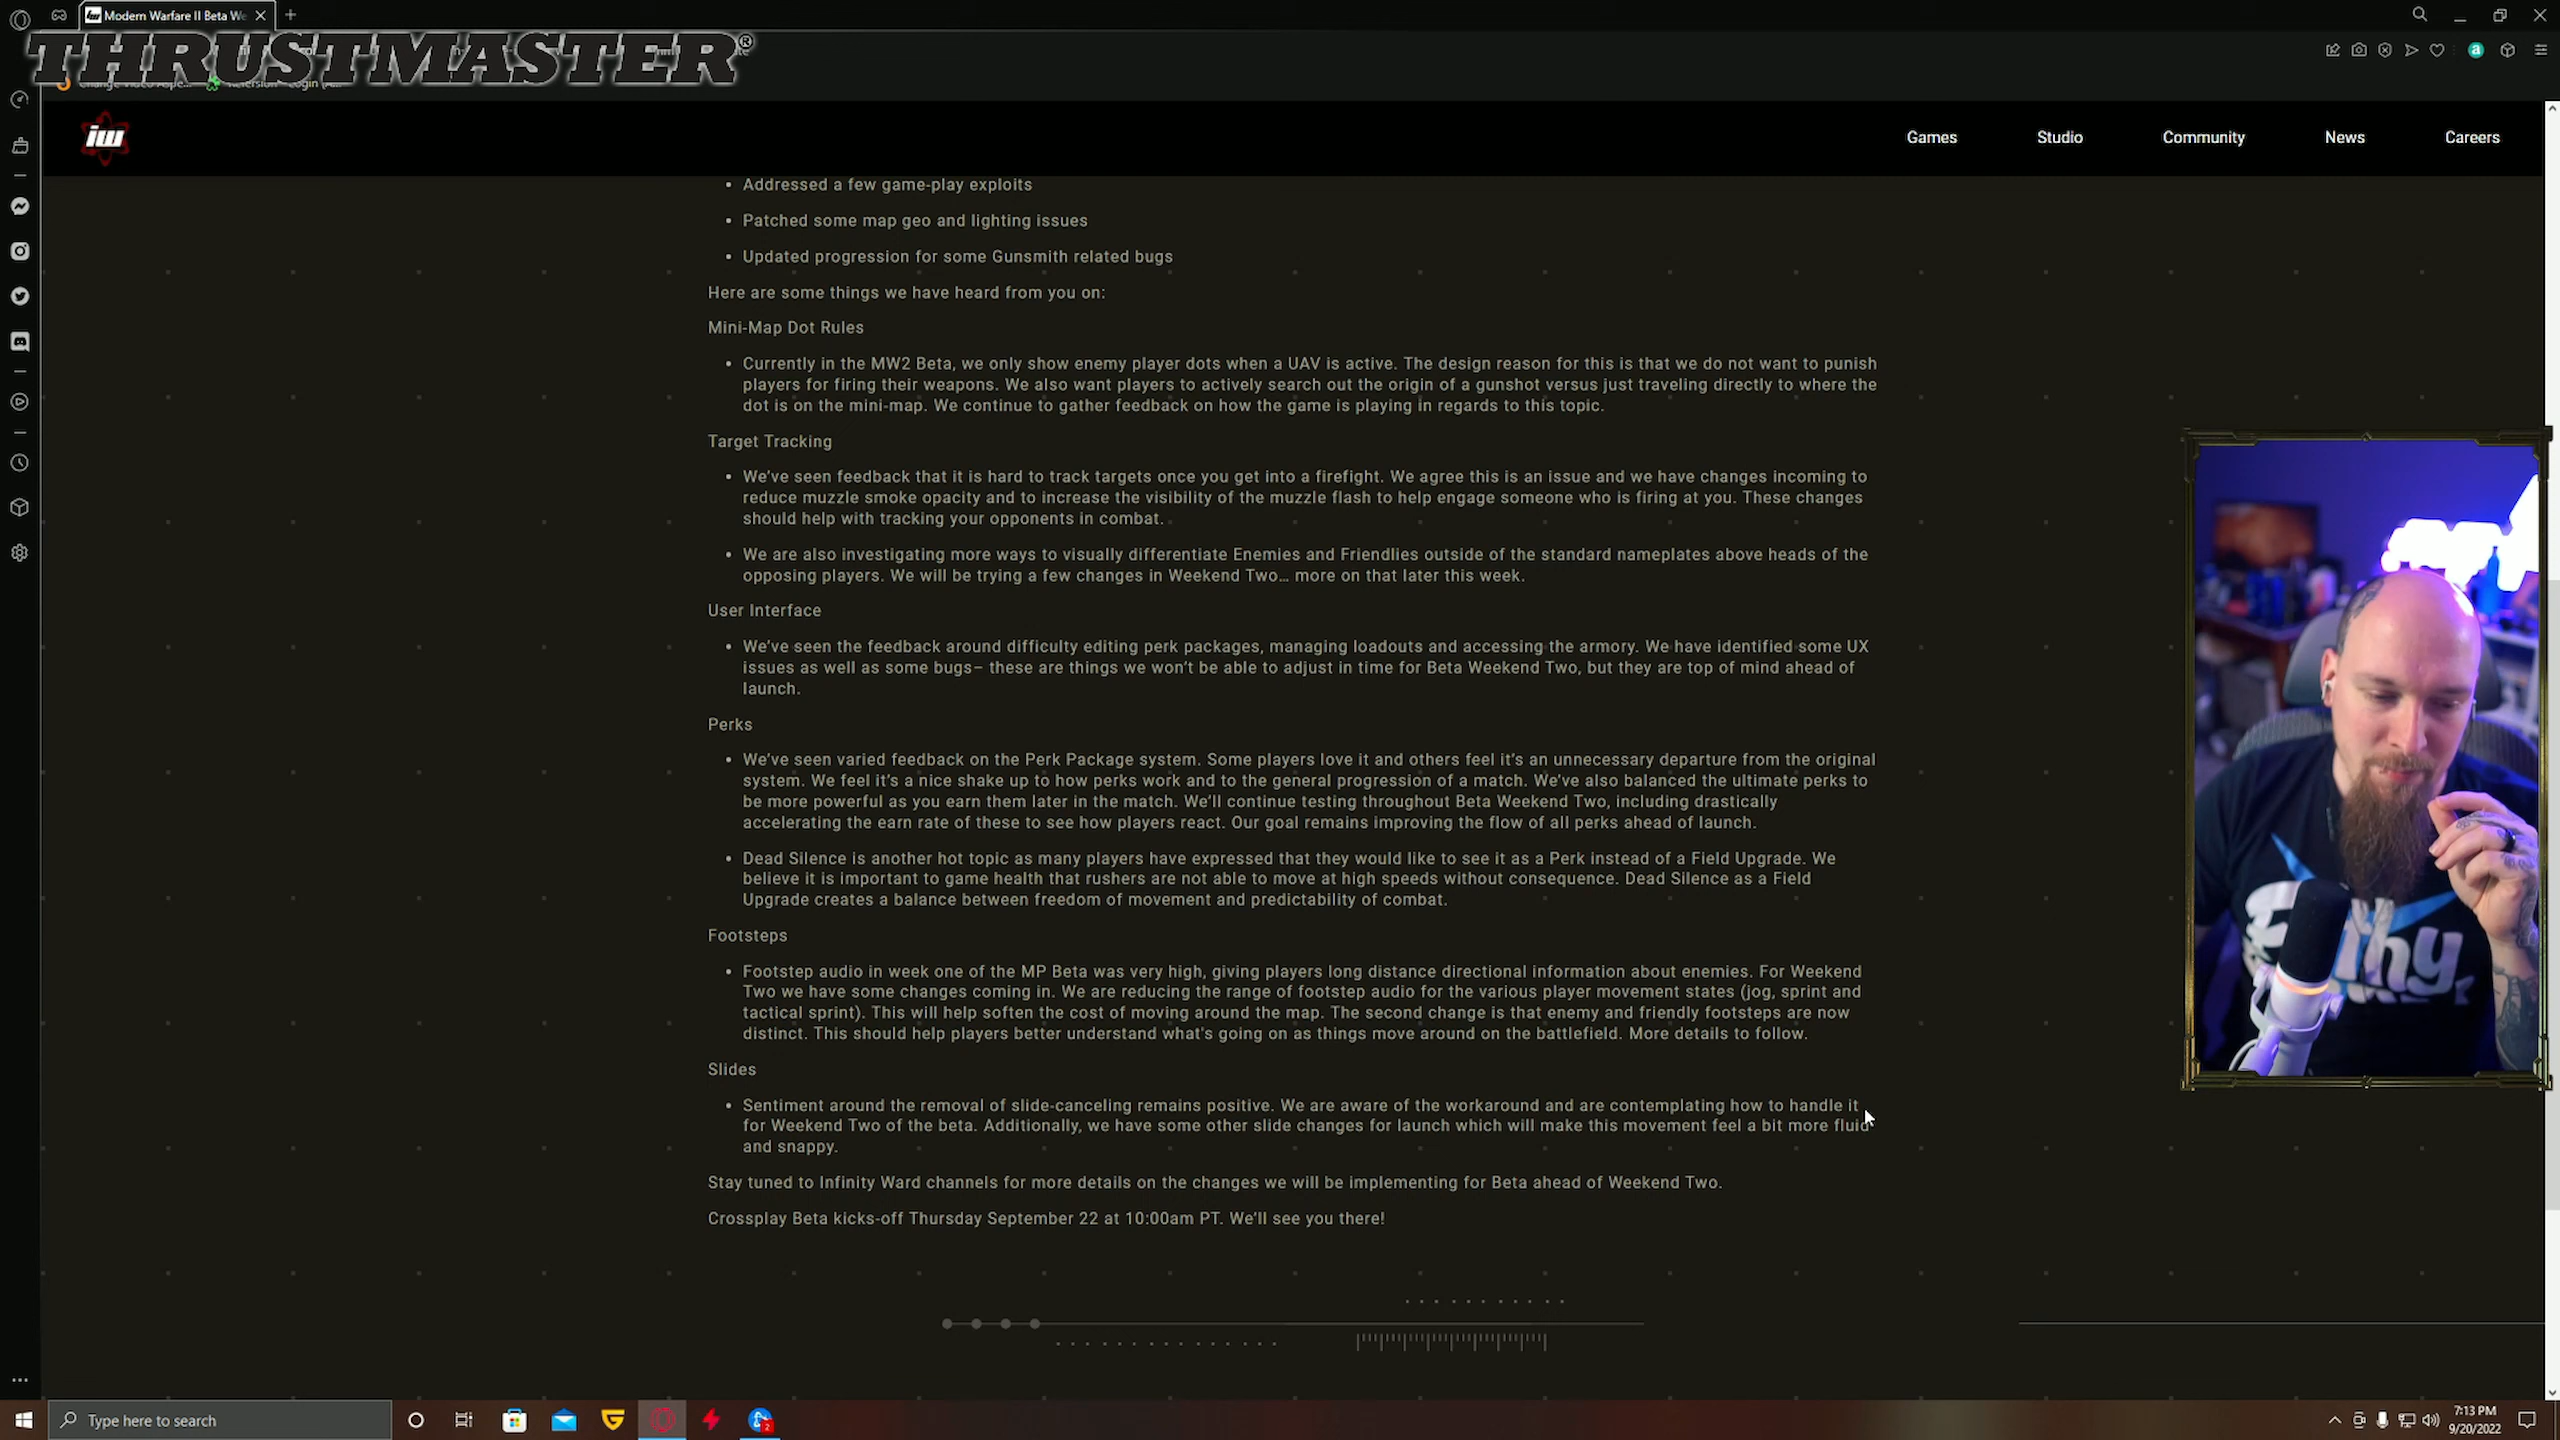 Modern Warfare II Beta We
THRUSTMASTER®
iw
Games
Studio
Community
News
Careers
• Addressed a few game-play exploits
• Patched some map geo and lighting issues
• Updated progression for some Gunsmith related bugs
Here are some things we have heard from you on:
Mini-Map Dot Rules
• Currently in the MW2 Beta, we only show enemy player dots when a UAV is active. The design reason for this is that we do not want to punish
players for firing their weapons. We also want players to actively search out the origin of a gunshot versus just traveling directly to where the
dot is on the mini-map. We continue to gather feedback on how the game is playing in regards to this topic.
Target Tracking
• We've seen feedback that it is hard to track targets once you get into a firefight. We agree this is an issue and we have changes incoming to
reduce muzzle smoke opacity and to increase the visibility of the muzzle flash to help engage someone who is firing at you. These changes
should help with tracking your opponents in combat.
• We are also investigating more ways to visually differentiate Enemies and Friendlies outside of the standard nameplates above heads of the
opposing players. We will be trying a few changes in Weekend Two… more on that later this week.
User Interface
• We've seen the feedback around difficulty editing perk packages, managing loadouts and accessing the armory. We have identified some UX
issues as well as some bugs– these are things we won't be able to adjust in time for Beta Weekend Two, but they are top of mind ahead of
launch.
Perks
• We've seen varied feedback on the Perk Package system. Some players love it and others feel it's an unnecessary departure from the original
system. We feel it's a nice shake up to how perks work and to the general progression of a match. We've also balanced the ultimate perks to
be more powerful as you earn them later in the match. We'll continue testing throughout Beta Weekend Two, including drastically
accelerating the earn rate of these to see how players react. Our goal remains improving the flow of all perks ahead of launch.
• Dead Silence is another hot topic as many players have expressed that they would like to see it as a Perk instead of a Field Upgrade. We
believe it is important to game health that rushers are not able to move at high speeds without consequence. Dead Silence as a Field
Upgrade creates a balance between freedom of movement and predictability of combat.
Footsteps
• Footstep audio in week one of the MP Beta was very high, giving players long distance directional information about enemies. For Weekend
Two we have some changes coming in. We are reducing the range of footstep audio for the various player movement states (jog, sprint and
tactical sprint). This will help soften the cost of moving around the map. The second change is that enemy and friendly footsteps are now
distinct. This should help players better understand what's going on as things move around on the battlefield. More details to follow.
Slides
• Sentiment around the removal of slide-canceling remains positive. We are aware of the workaround and are contemplating how to handle it
for Weekend Two of the beta. Additionally, we have some other slide changes for launch which will make this movement feel a bit more fluid
and snappy.
Stay tuned to Infinity Ward channels for more details on the changes we will be implementing for Beta ahead of Weekend Two.
Crossplay Beta kicks-off Thursday September 22 at 10:00am PT. We'll see you there!
Type here to search
2
7:13 PM
9/20/2022